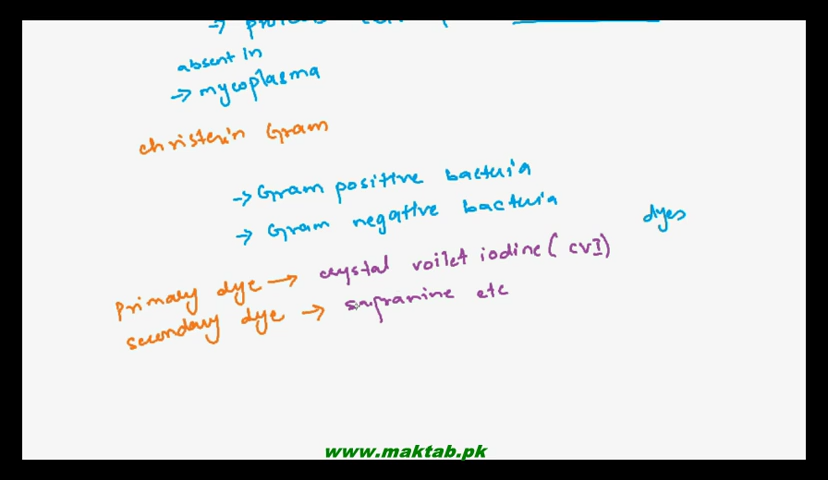 absent in
→ mycoplasma
christein Gram
→ Gram positive bacteria
→ Gram negative bacteria
dyes
Primary dye → crystal voilet iodine ( CVI)
secondary dye → safranine etc
www.maktab.pk